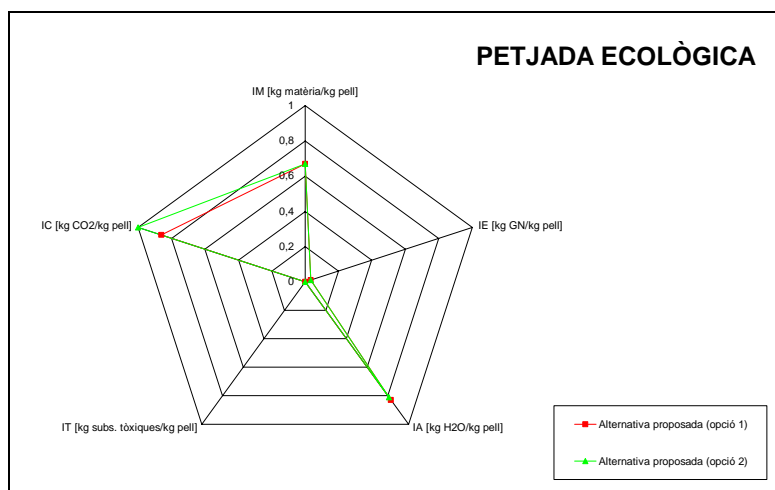 PETJADA ECOLÒGICA
IM [kg matèria/kg pell]
1
0,8
0,6
0,4
0,2
0
IC [kg CO2/kg pell]
IE [kg GN/kg pell]
IT [kg subs. tòxiques/kg pell]
IA [kg H2O/kg pell]
Alternativa proposada (opció 1)
Alternativa proposada (opció 2)